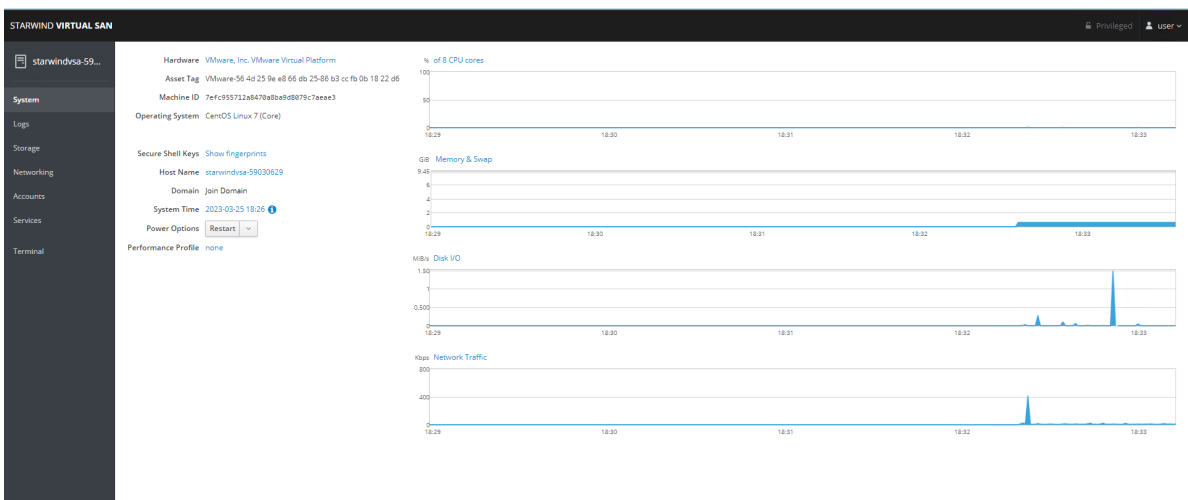 STARWIND VIRTUAL SAN
Privileged
user
starwindvsa-59...
System
Logs
Storage
Networking
Accounts
Services
Terminal
Hardware VMware, Inc. VMware Virtual Platform
Asset Tag VMware-56 4d 25 9e e8 66 db 25-86 b3 cc fb 0b 18 22 d6
Machine ID 7efc955712a8470a8ba9d8079c7aeae3
Operating System CentOS Linux 7 (Core)
Secure Shell Keys Show fingerprints
Host Name starwindvsa-59030629
Domain Join Domain
System Time 2023-03-25 18:26
Power Options Restart
Performance Profile none
% of 8 CPU cores
100
50
0
18:29 18:30 18:31 18:32 18:33
GiB Memory & Swap
9.45
6
4
2
0
18:29 18:30 18:31 18:32 18:33
MiB/s Disk I/O
1.50
1
0.500
0
18:29 18:30 18:31 18:32 18:33
Kbps Network Traffic
800
400
0
18:29 18:30 18:31 18:32 18:33